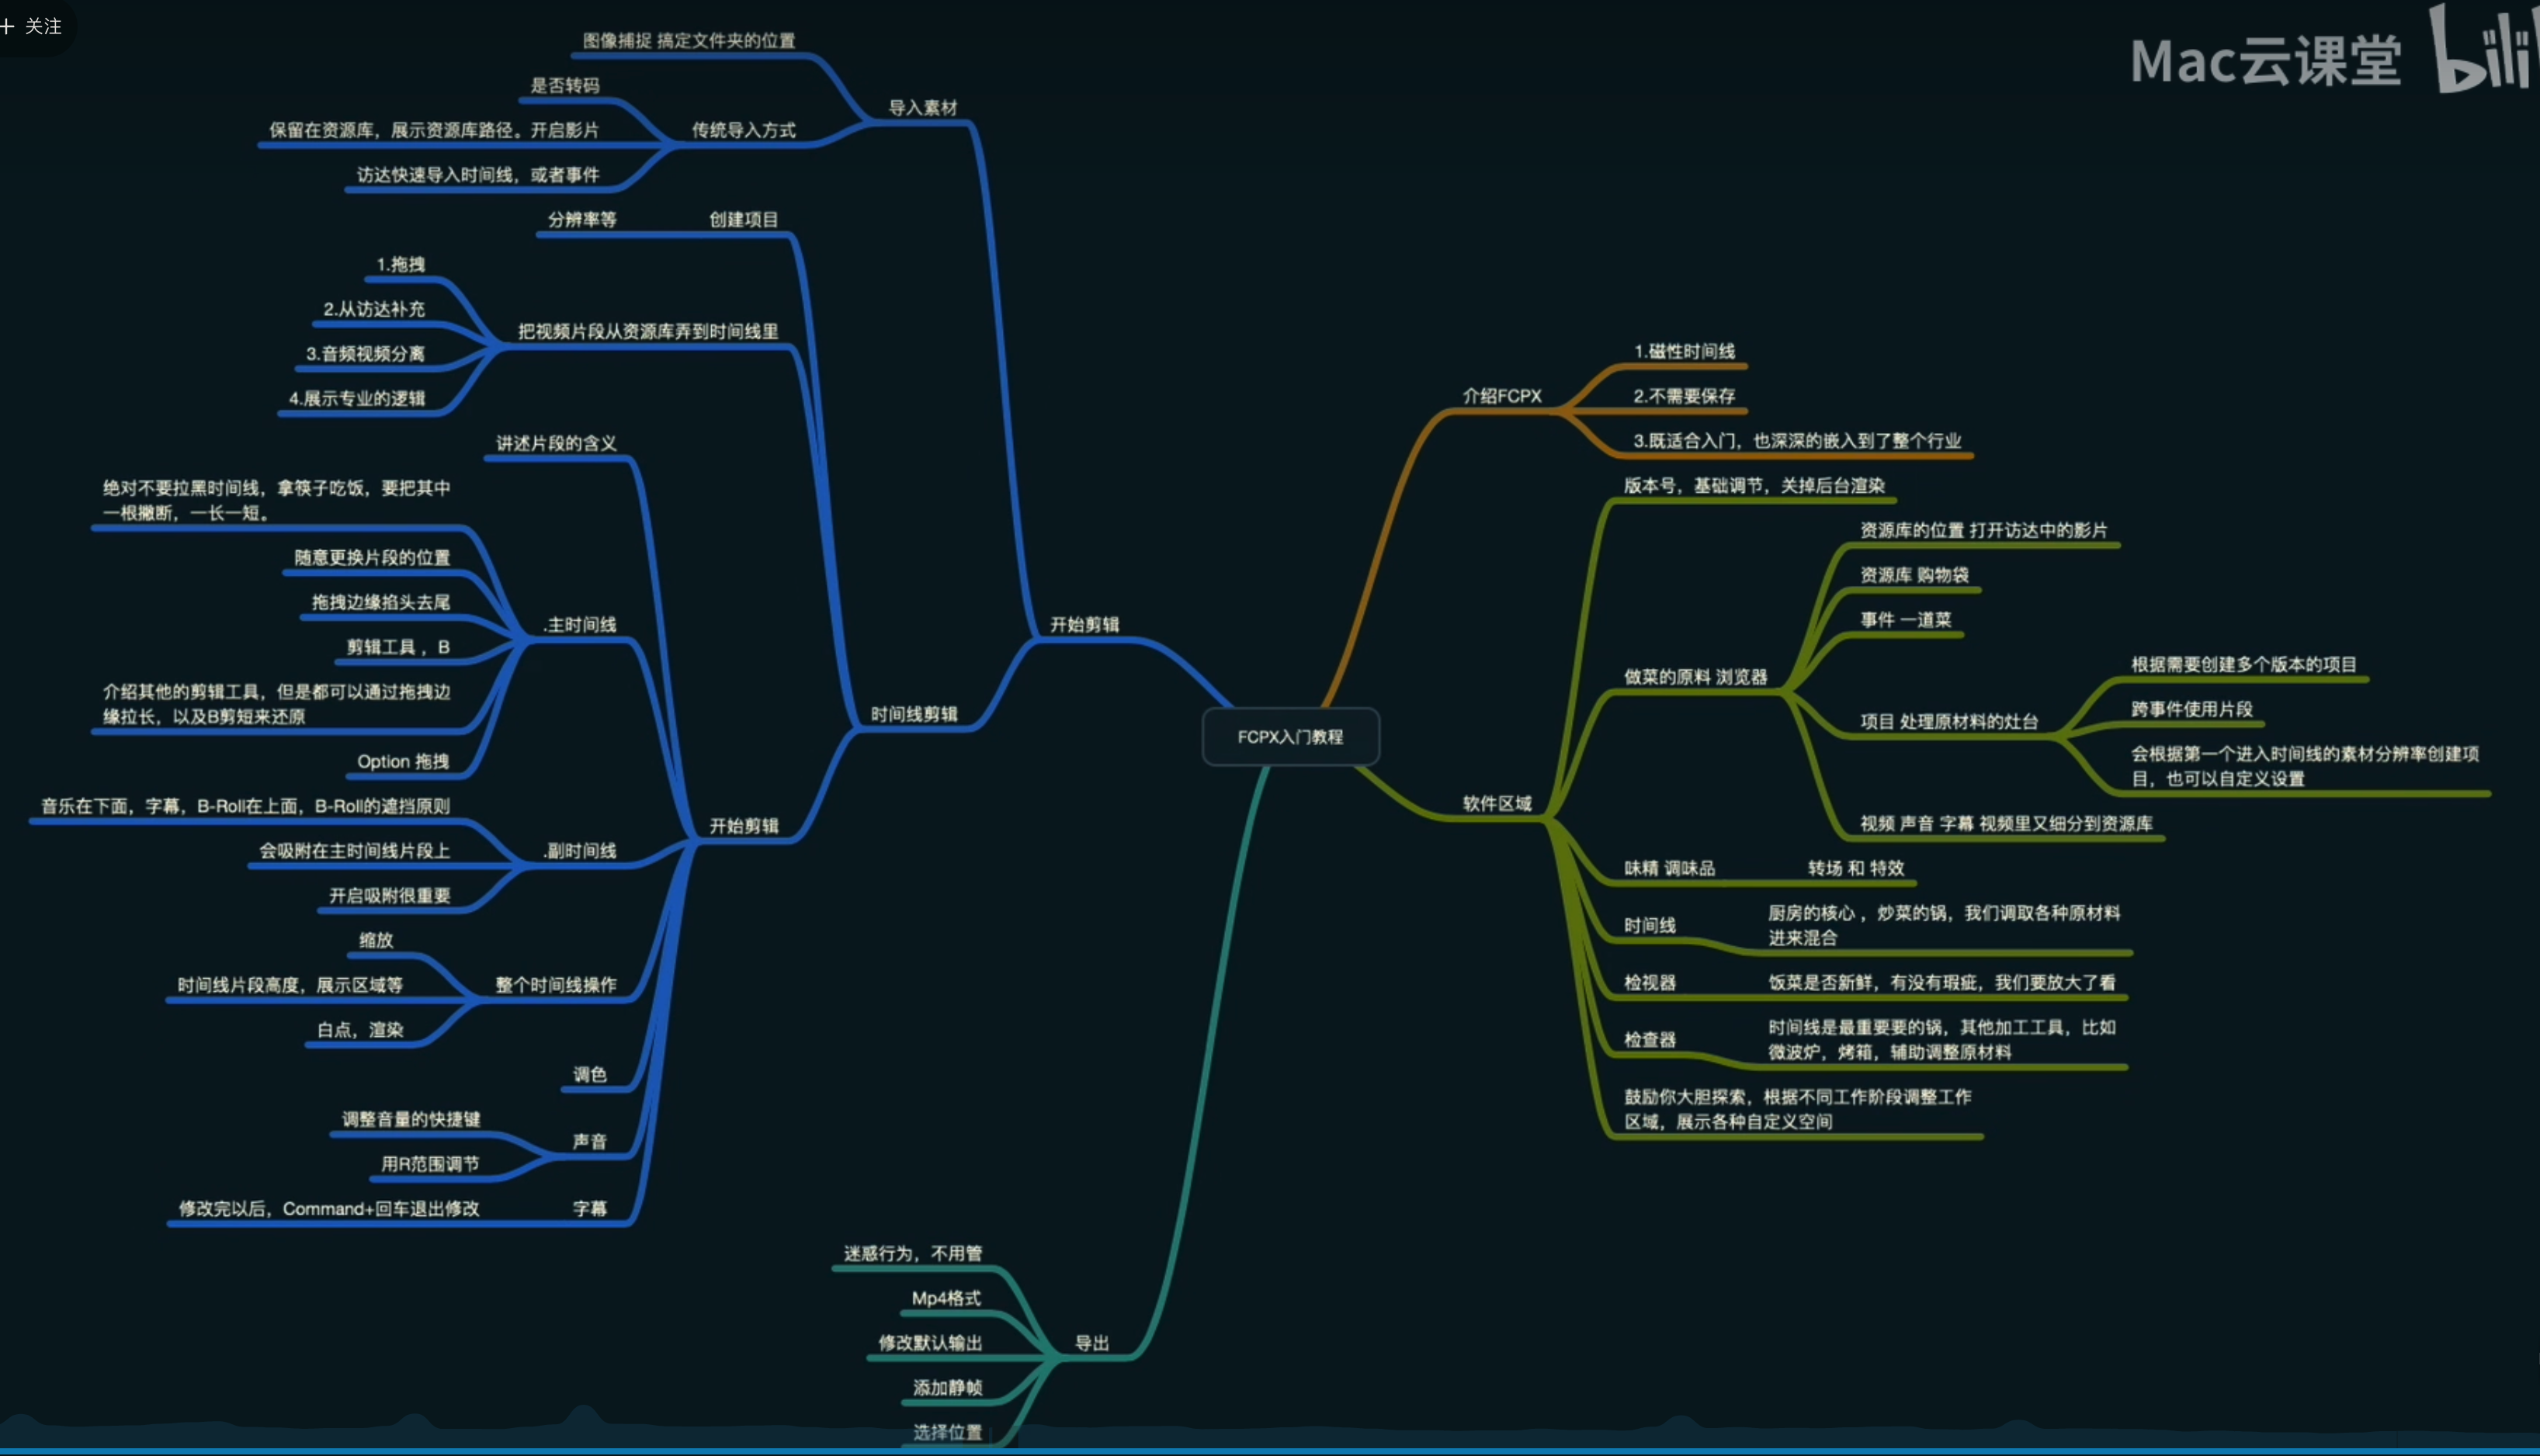 + 关注
Mac云课堂
bili
FCPX入门教程
介绍FCPX
1.磁性时间线
2.不需要保存
3.既适合入门，也深深的嵌入到了整个行业
软件区域
版本号，基础调节，关掉后台渲染
做菜的原料 浏览器
资源库的位置 打开访达中的影片
资源库 购物袋
事件 一道菜
项目 处理原材料的灶台
根据需要创建多个版本的项目
跨事件使用片段
会根据第一个进入时间线的素材分辨率创建项
目，也可以自定义设置
视频 声音 字幕 视频里又细分到资源库
味精 调味品
转场 和 特效
时间线
厨房的核心 ，炒菜的锅，我们调取各种原材料
进来混合
检视器
饭菜是否新鲜，有没有瑕疵，我们要放大了看
检查器
时间线是最重要要的锅，其他加工工具，比如
微波炉，烤箱，辅助调整原材料
鼓励你大胆探索，根据不同工作阶段调整工作
区域，展示各种自定义空间
开始剪辑
导入素材
图像捕捉 搞定文件夹的位置
传统导入方式
是否转码
保留在资源库，展示资源库路径。开启影片
访达快速导入时间线，或者事件
时间线剪辑
创建项目
分辨率等
把视频片段从资源库弄到时间线里
1.拖拽
2.从访达补充
3.音频视频分离
4.展示专业的逻辑
开始剪辑
讲述片段的含义
.主时间线
绝对不要拉黑时间线，拿筷子吃饭，要把其中
一根撇断，一长一短。
随意更换片段的位置
拖拽边缘掐头去尾
剪辑工具 ，B
介绍其他的剪辑工具，但是都可以通过拖拽边
缘拉长，以及B剪短来还原
Option 拖拽
.副时间线
音乐在下面，字幕，B-Roll在上面，B-Roll的遮挡原则
会吸附在主时间线片段上
开启吸附很重要
整个时间线操作
缩放
时间线片段高度，展示区域等
白点，渲染
调色
声音
调整音量的快捷键
用R范围调节
字幕
修改完以后，Command+回车退出修改
导出
迷惑行为，不用管
Mp4格式
修改默认输出
添加静帧
选择位置